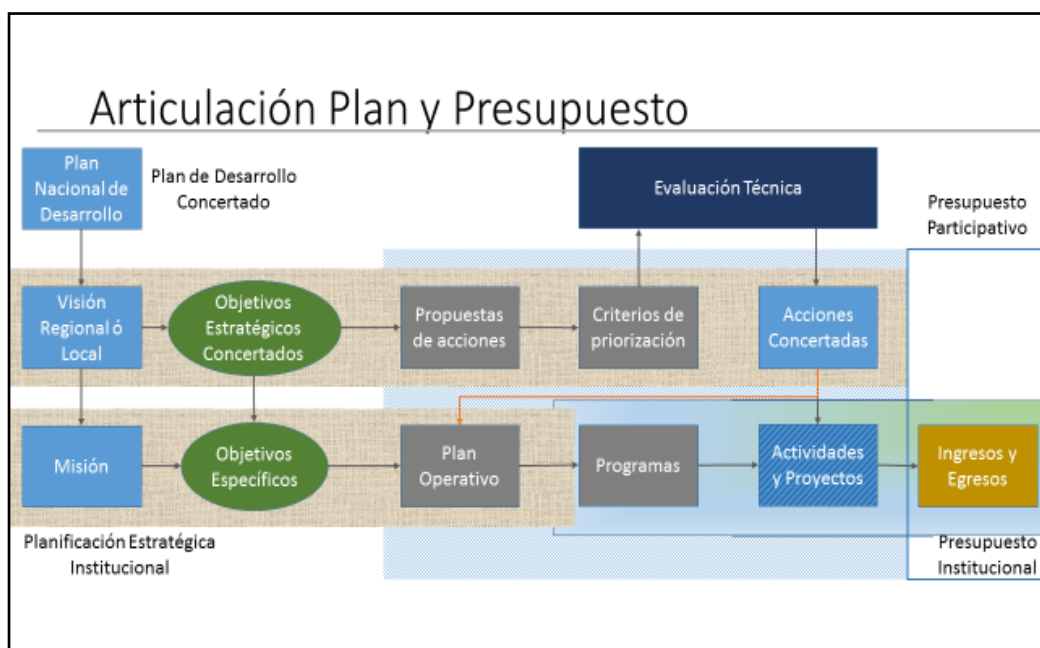 Articulación Plan y Presupuesto
Plan
Nacional de
Desarrollo
Plan de Desarrollo
Concertado
Evaluación Técnica
Presupuesto
Participativo
Visión
Regional ó
Local
Objetivos
Estratégicos
Concertados
Propuestas
de acciones
Criterios de
priorización
Acciones
Concertadas
Misión
Objetivos
Específicos
Plan
Operativo
Programas
Actividades
y Proyectos
Ingresos y
Egresos
Planificación Estratégica
Institucional
Presupuesto
Institucional